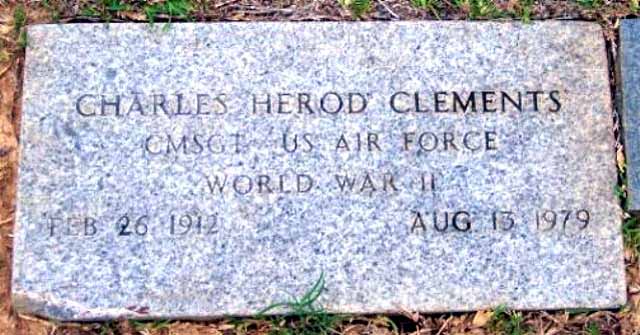 CHARLES HEROD CLEMENTS
CMSGT US AIR FORCE
WORLD WAR II
FEB 26 1912 AUG 13 1979